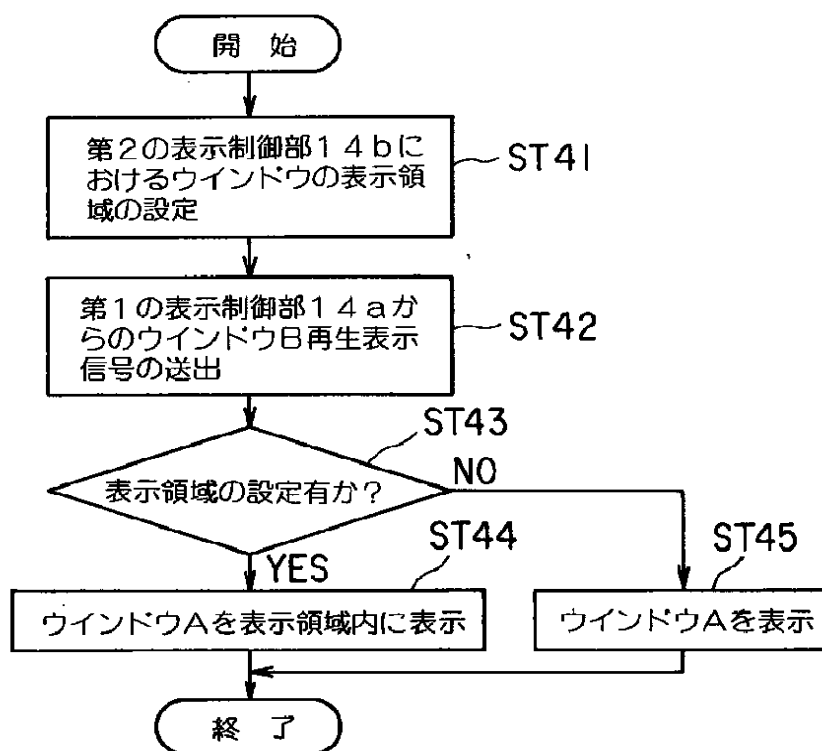 開 始
第2の表示制御部14bに
おけるウインドウの表示領
域の設定
ST41
第1の表示制御部14aか
らのウインドウB再生表示
信号の送出
ST42
ST43
表示領域の設定有か?
NO
YES
ST44
ウインドウAを表示領域内に表示
ST45
ウインドウAを表示
終 了